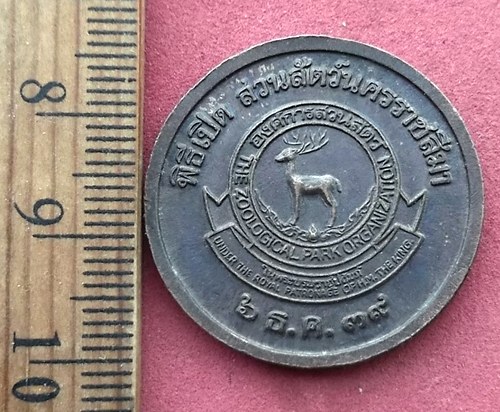 8
9
10
พิธีเปิด สวนสัตว์นครราชสีมา
องค์การสวนสัตว์
THE ZOOLOGICAL PARK ORGANIZATION
UNDER THE ROYAL PATRONAGE OF H.M. THE KING.
๖ ธ.ค. ๓๙